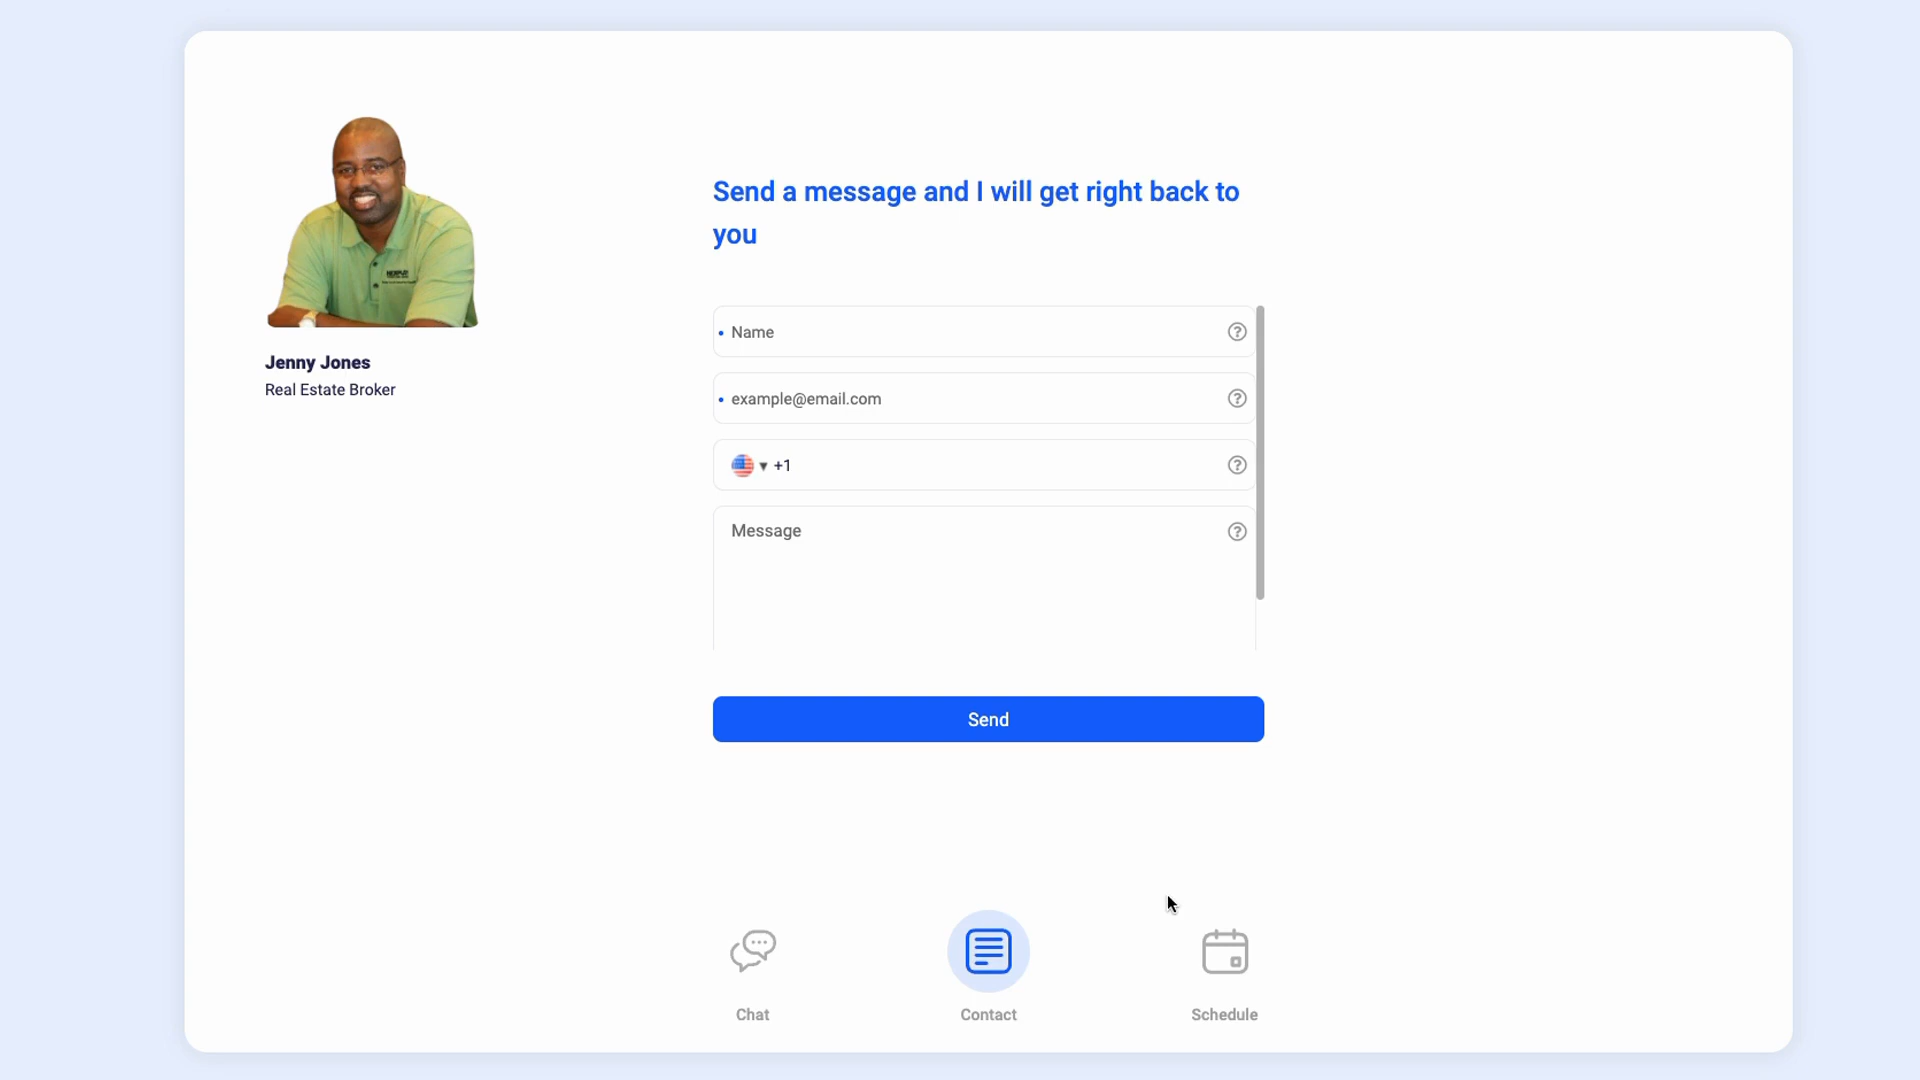 Send a message and I will get right back to
you
Jenny Jones
Real Estate Broker
Name
example@email.com
▾ +1
Message
Send
Chat
Contact
Schedule